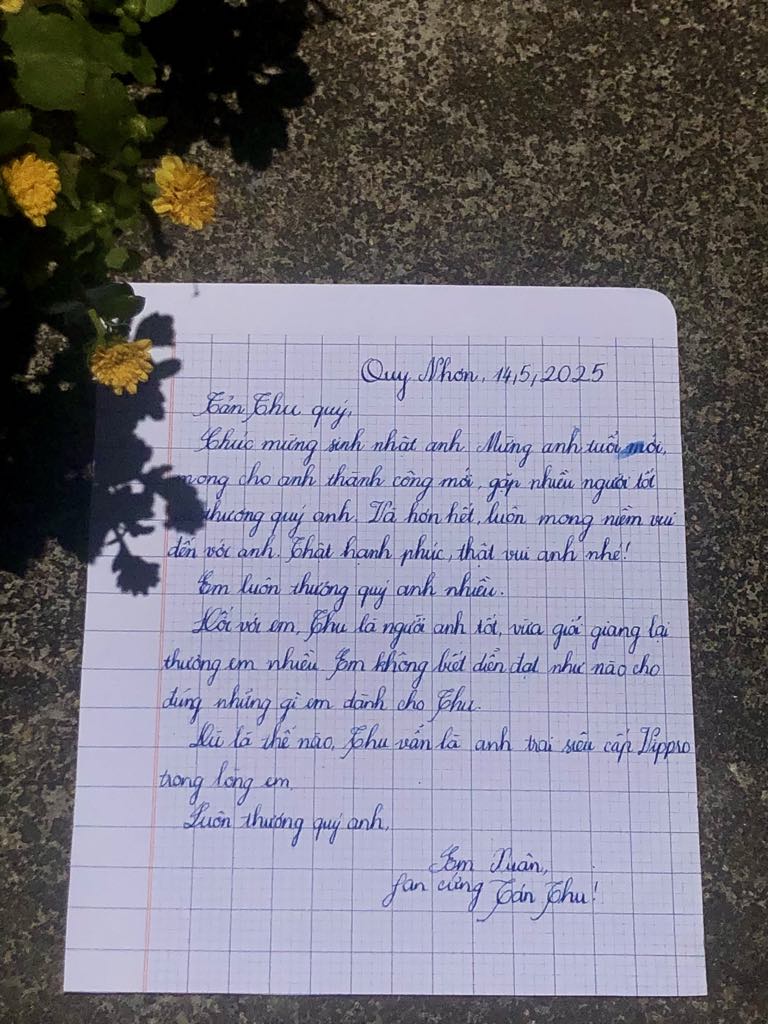 Quy Nhơn, 14,5,2025
Tản Thu quý,
Chúc mừng sinh nhật anh. Mừng anh tuổi mới,
mong cho anh thành công mới, gặp nhiều người tốt
thương quý anh. Và hơn hết, luôn mong niềm vui
đến với anh. Thật hạnh phúc, thật vui anh nhé!
Em luôn thương quý anh nhiều.
Đối với em, Thu là người anh tốt, vừa giỏi giang lại
thương em nhiều. Em không biết diễn đạt như nào cho
đúng những gì em dành cho Thu.
Dù là thế nào, Thu vẫn là anh trai siêu cấp Vippro
trong lòng em.
Luôn thương quý anh,
Em Xuân,
fan cứng Tán Thu!